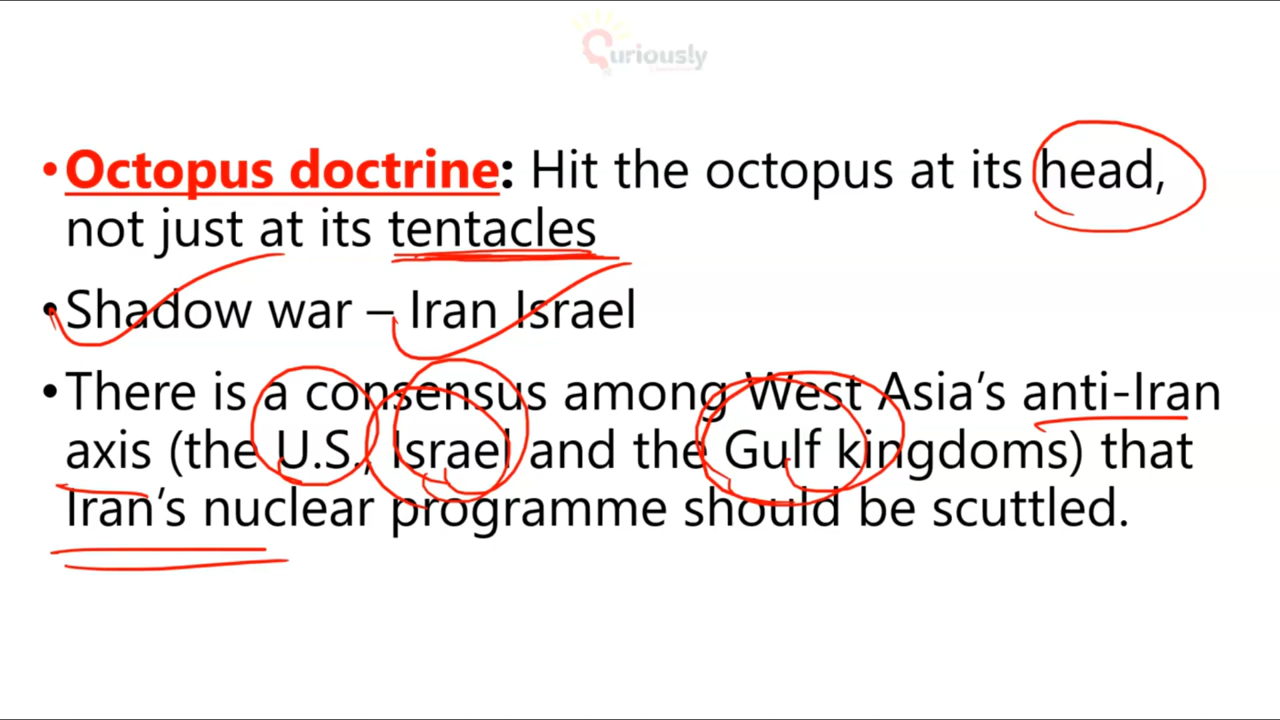 Curiously
•Octopus doctrine: Hit the octopus at its head,
not just at its tentacles
•Shadow war – Iran Israel
•There is a consensus among West Asia’s anti-Iran
axis (the U.S., Israel and the Gulf kingdoms) that
Iran’s nuclear programme should be scuttled.